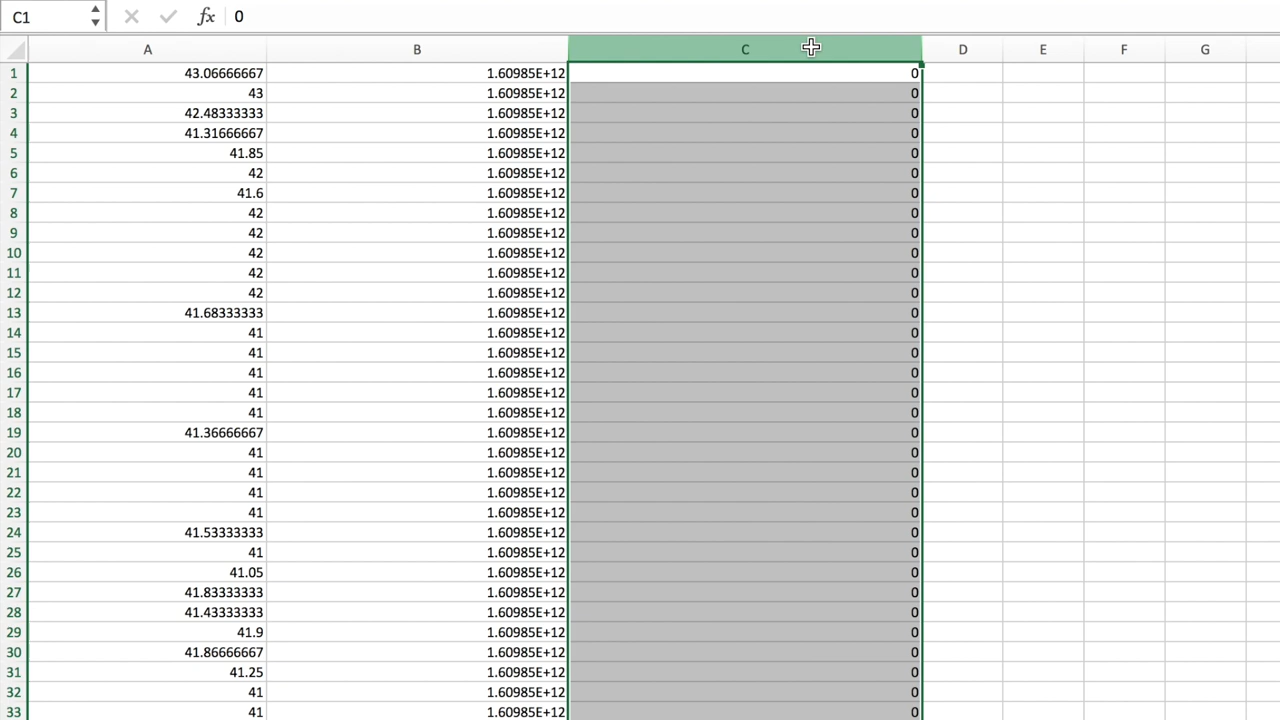 C1 fx 0
A B C D E F G
1 43.06666667 1.60985E+12 0
2 43 1.60985E+12 0
3 42.48333333 1.60985E+12 0
4 41.31666667 1.60985E+12 0
5 41.85 1.60985E+12 0
6 42 1.60985E+12 0
7 41.6 1.60985E+12 0
8 42 1.60985E+12 0
9 42 1.60985E+12 0
10 42 1.60985E+12 0
11 42 1.60985E+12 0
12 42 1.60985E+12 0
13 41.68333333 1.60985E+12 0
14 41 1.60985E+12 0
15 41 1.60985E+12 0
16 41 1.60985E+12 0
17 41 1.60985E+12 0
18 41 1.60985E+12 0
19 41.36666667 1.60985E+12 0
20 41 1.60985E+12 0
21 41 1.60985E+12 0
22 41 1.60985E+12 0
23 41 1.60985E+12 0
24 41.53333333 1.60985E+12 0
25 41 1.60985E+12 0
26 41.05 1.60985E+12 0
27 41.83333333 1.60985E+12 0
28 41.43333333 1.60985E+12 0
29 41.9 1.60985E+12 0
30 41.86666667 1.60985E+12 0
31 41.25 1.60985E+12 0
32 41 1.60985E+12 0
33 41 1.60985E+12 0